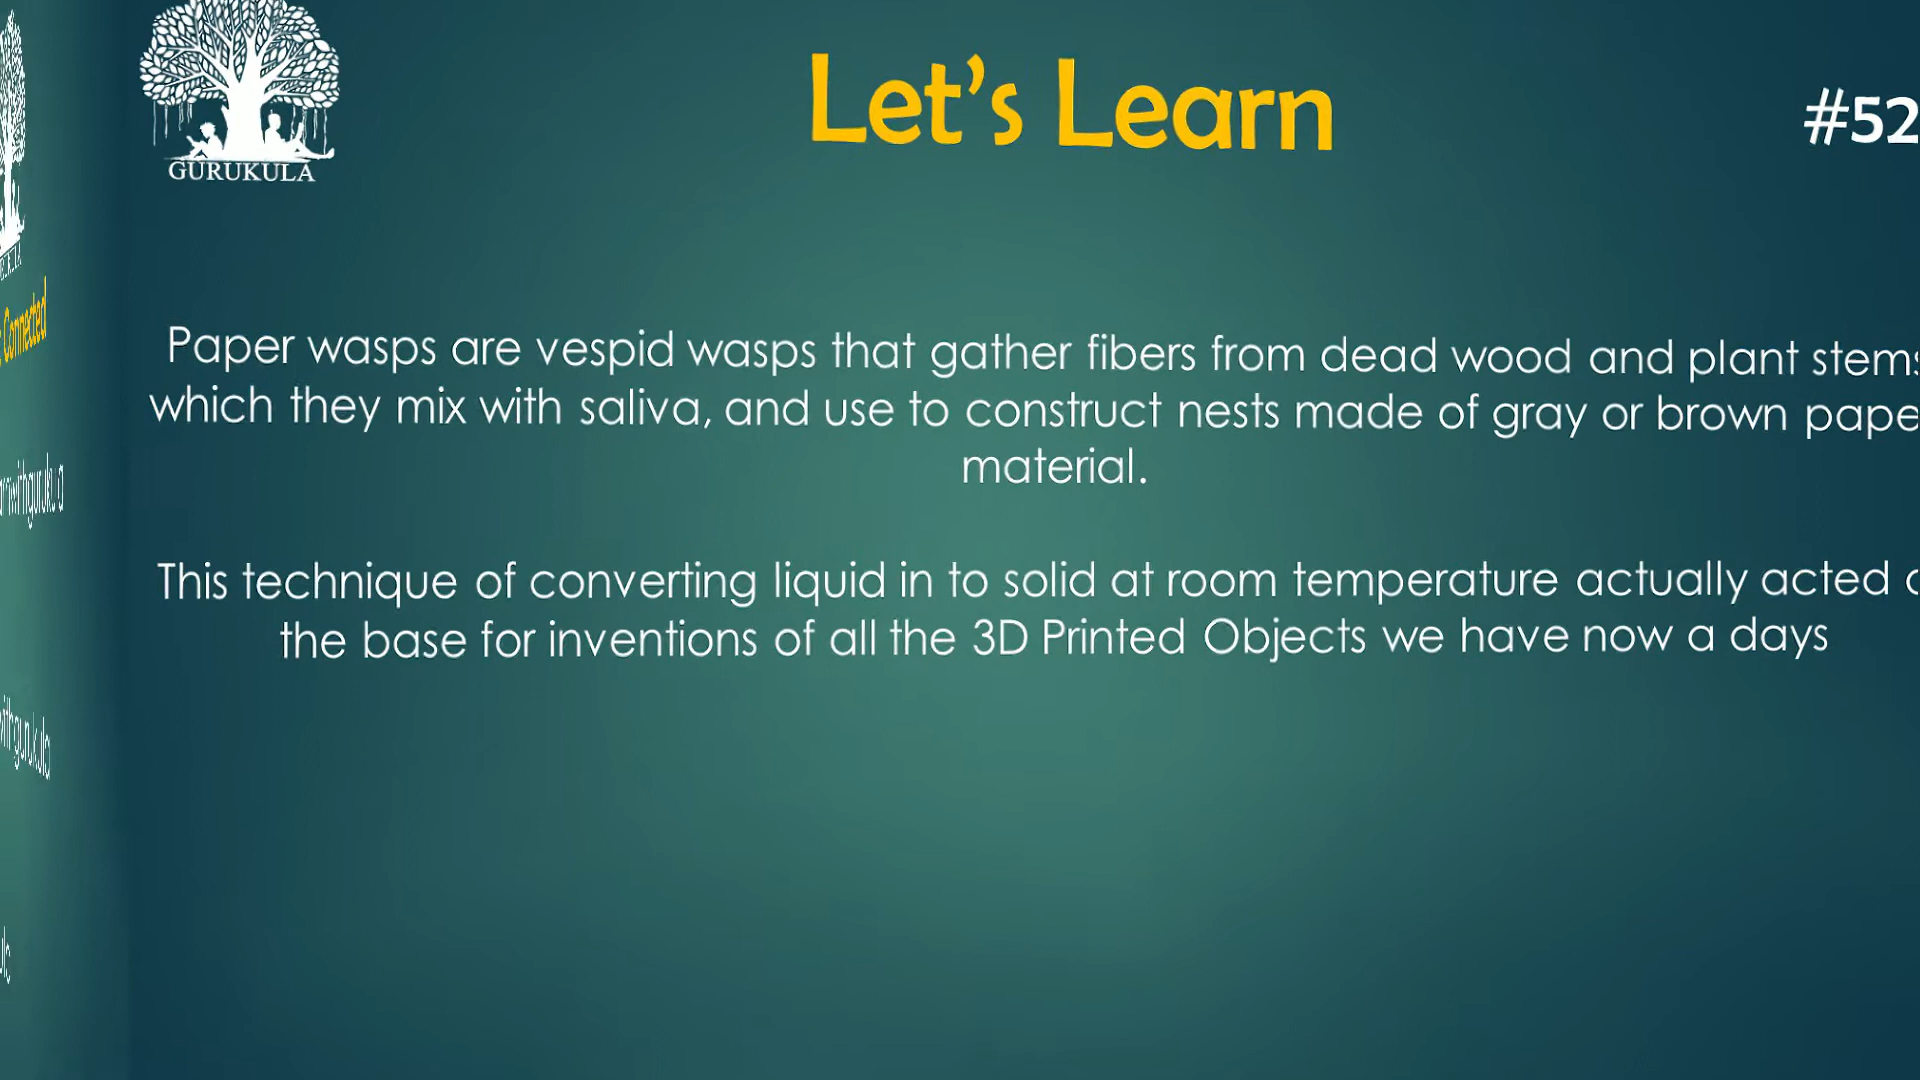 GURUKULA
Let's Learn
#52
Paper wasps are vespid wasps that gather fibers from dead wood and plant stems
which they mix with saliva, and use to construct nests made of gray or brown pape
material.
This technique of converting liquid in to solid at room temperature actually acted
the base for inventions of all the 3D Printed Objects we have now a days
Connected